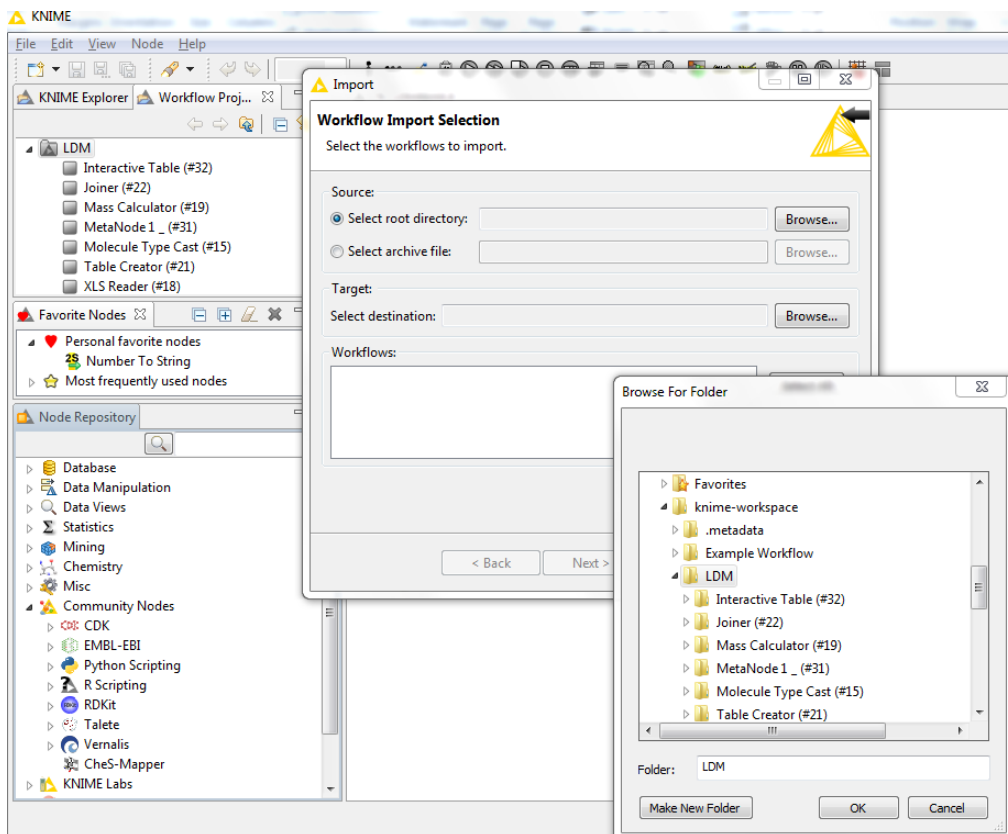 KNIME
File Edit View Node Help
KNIME Explorer Workflow Proj...
LDM
Interactive Table (#32)
Joiner (#22)
Mass Calculator (#19)
MetaNode 1 _ (#31)
Molecule Type Cast (#15)
Table Creator (#21)
XLS Reader (#18)
Favorite Nodes
Personal favorite nodes
2S Number To String
Most frequently used nodes
Node Repository
Database
Data Manipulation
Data Views
Statistics
Mining
Chemistry
Misc
Community Nodes
CDK
EMBL-EBI
Python Scripting
R Scripting
RDKit
Talete
Vernalis
CheS-Mapper
KNIME Labs
Import
Workflow Import Selection
Select the workflows to import.
Source:
Select root directory: Browse...
Select archive file: Browse...
Target:
Select destination: Browse...
Workflows:
< Back Next >
Browse For Folder
Favorites
knime-workspace
.metadata
Example Workflow
LDM
Interactive Table (#32)
Joiner (#22)
Mass Calculator (#19)
MetaNode 1 _ (#31)
Molecule Type Cast (#15)
Table Creator (#21)
Folder: LDM
Make New Folder OK Cancel